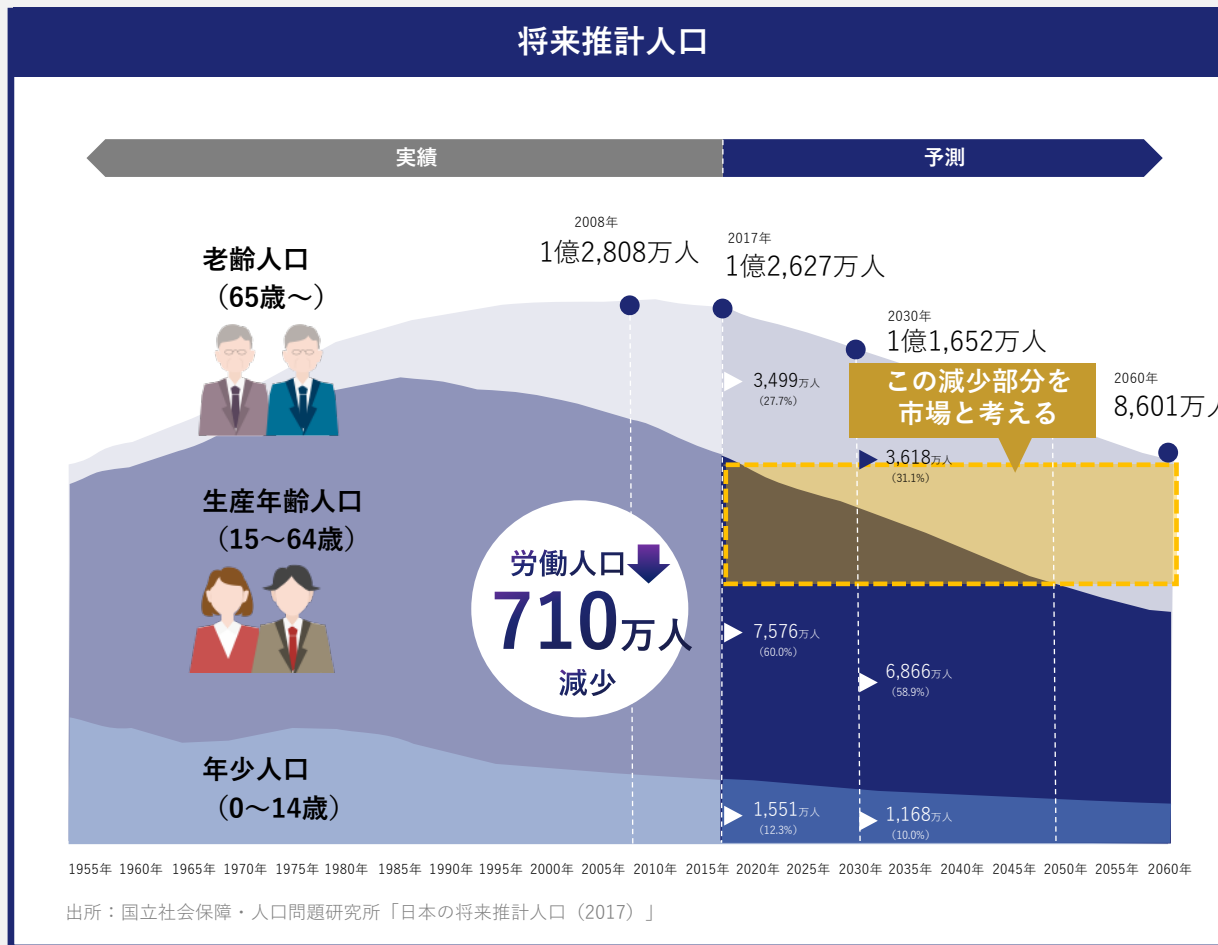 将来推計人口
実績
予測
2008年
1億2,808万人
2017年
1億2,627万人
2030年
1億1,652万人
2060年
8,601万人
老齢人口
（65歳～）
3,499万人
（27.7%）
この減少部分を
市場と考える
3,618万人
（31.1%）
生産年齢人口
（15～64歳）
労働人口
710万人
減少
7,576万人
（60.0%）
6,866万人
（58.9%）
年少人口
（0～14歳）
1,551万人
（12.3%）
1,168万人
（10.0%）
1955年 1960年 1965年 1970年 1975年 1980年 1985年 1990年 1995年 2000年 2005年 2010年 2015年 2020年 2025年 2030年 2035年 2040年 2045年 2050年 2055年 2060年
出所：国立社会保障・人口問題研究所「日本の将来推計人口（2017）」